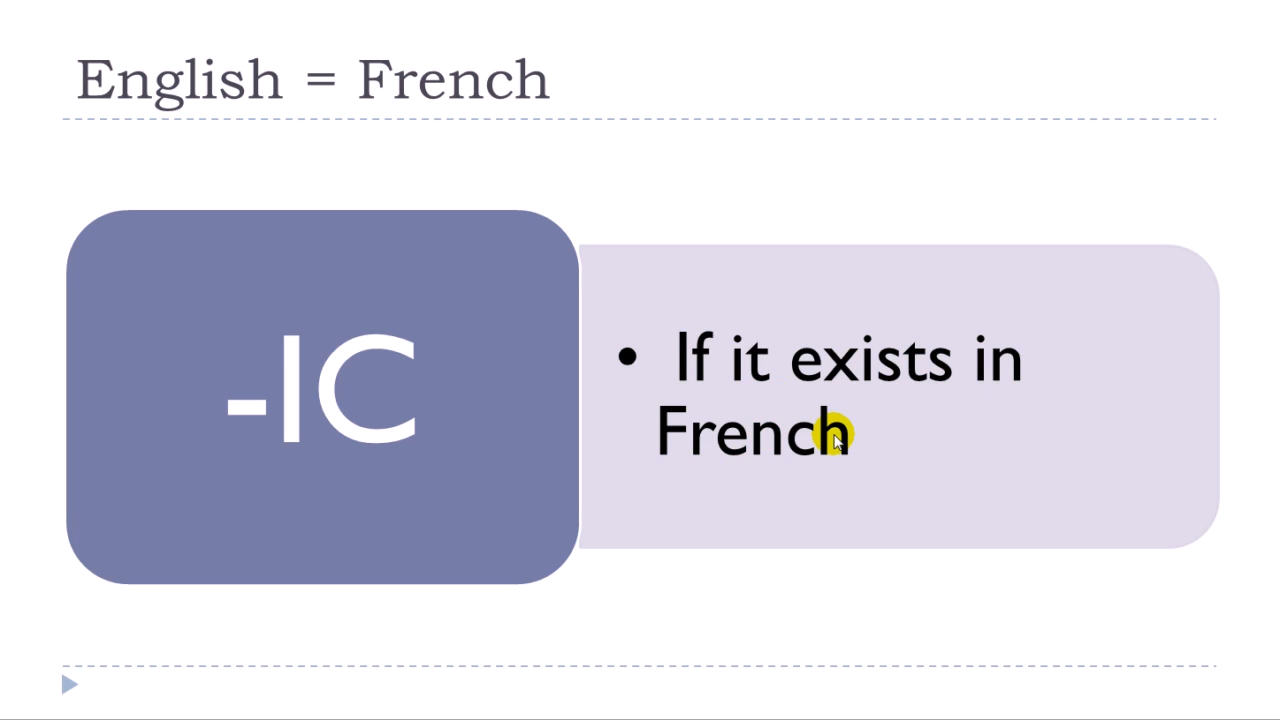 English = French
-IC
• If it exists in
French